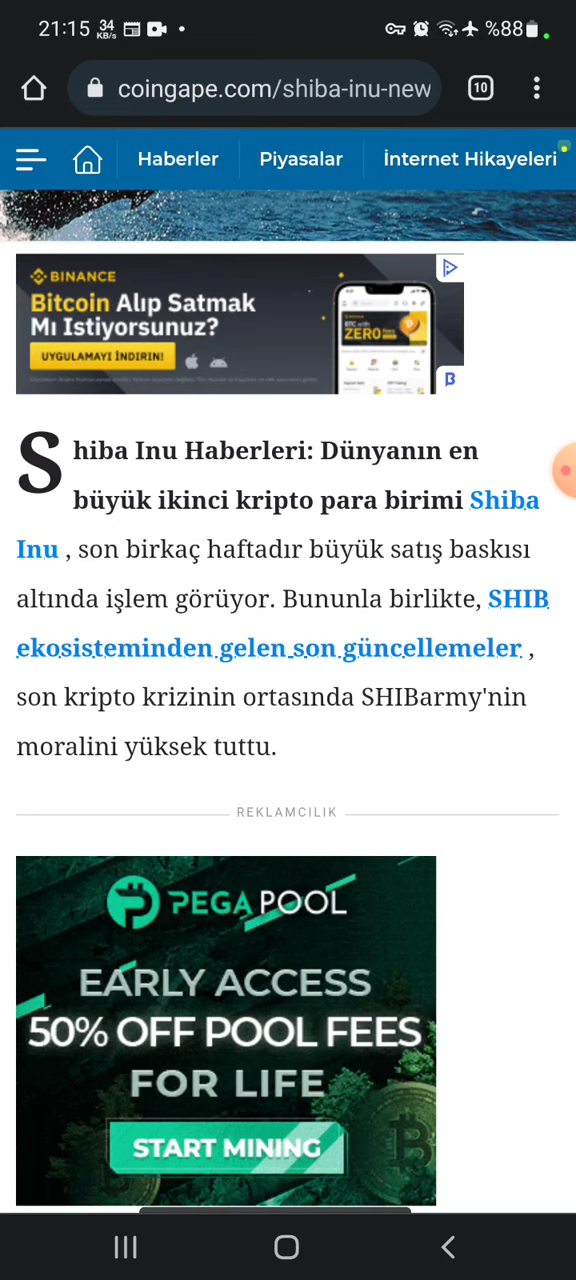 21:15 34 KB/s %88
coingape.com/shiba-inu-new 10
Haberler Piyasalar İnternet Hikayeleri
BINANCE
Bitcoin Alıp Satmak
Mı Istiyorsunuz?
UYGULAMAYI İNDIRIN!
ZERO
Shiba Inu Haberleri: Dünyanın en
büyük ikinci kripto para birimi Shiba
Inu , son birkaç haftadır büyük satış baskısı
altında işlem görüyor. Bununla birlikte, SHIB
ekosisteminden gelen son güncellemeler ,
son kripto krizinin ortasında SHIBarmy'nin
moralini yüksek tuttu.
REKLAMCILIK
PEGA POOL
EARLY ACCESS
50% OFF POOL FEES
FOR LIFE
START MINING